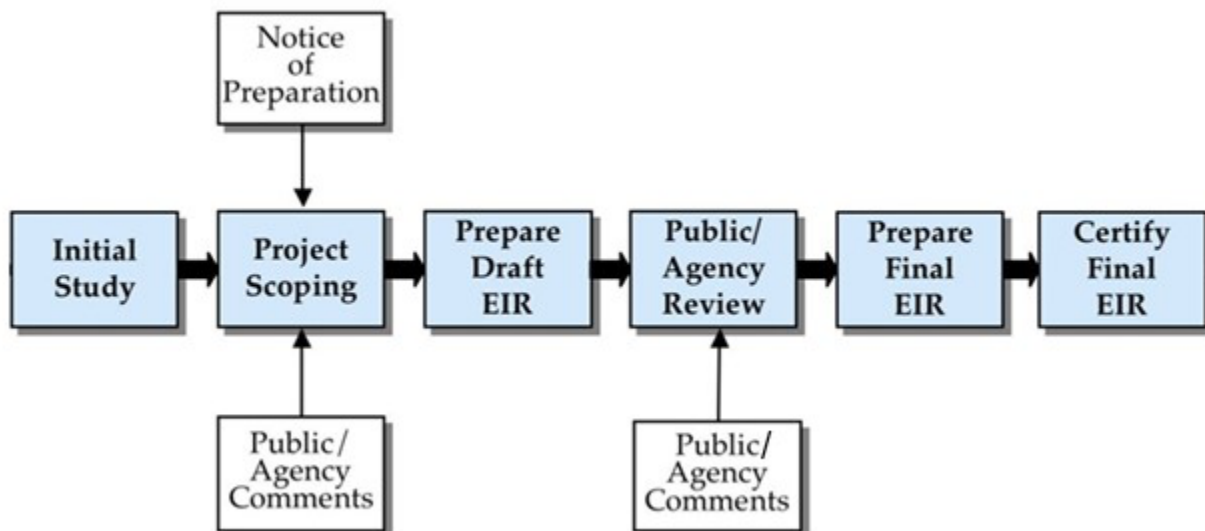 Notice
of
Preparation
Initial
Study
Project
Scoping
Prepare
Draft
EIR
Public/
Agency
Review
Prepare
Final
EIR
Certify
Final
EIR
Public/
Agency
Comments
Public/
Agency
Comments